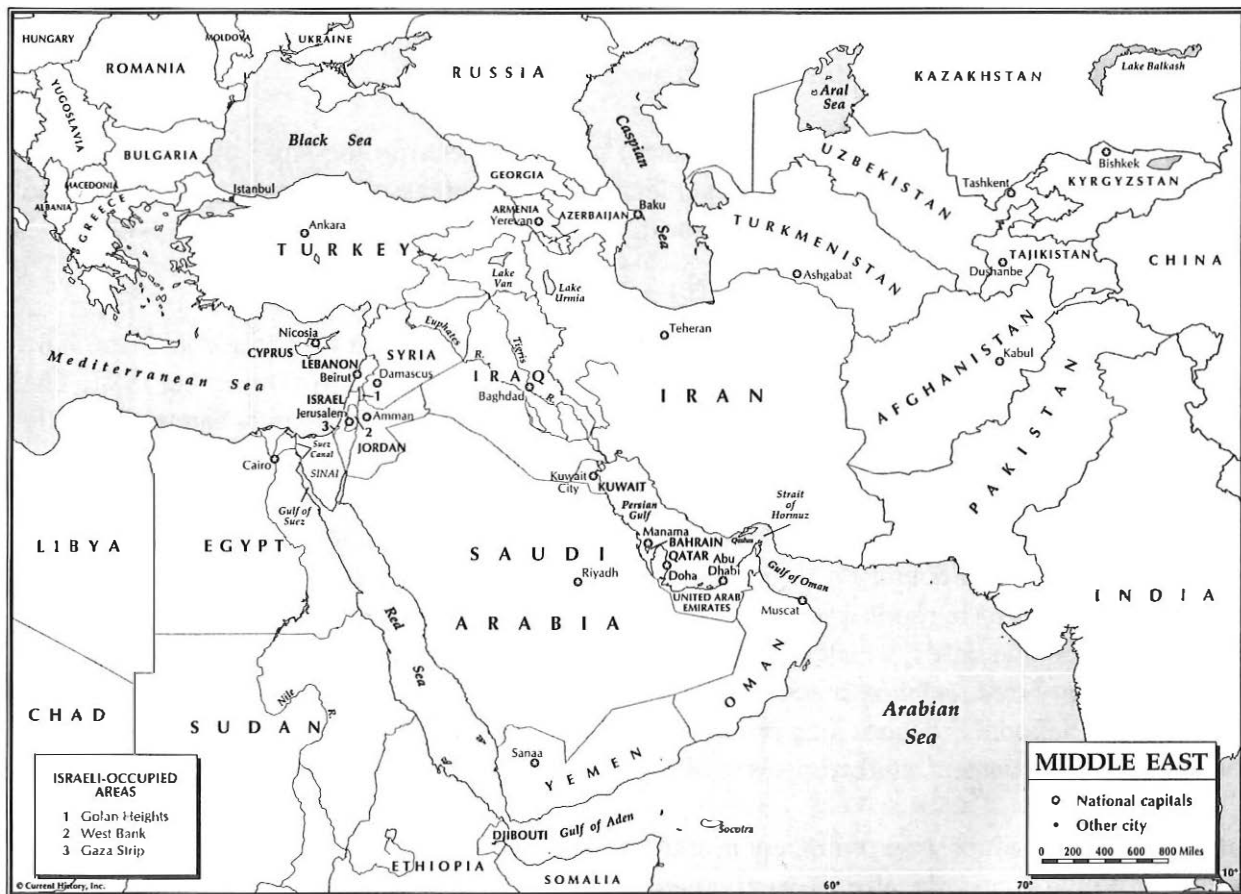 HUNGARY
ROMANIA
MOLDOVA
UKRAINE
RUSSIA
KAZAKHSTAN
Lake Balkash
Aral
Sea
YUGOSLAVIA
Black Sea
Caspian
Sea
BULGARIA
UZBEKISTAN
Bishkek
KYRGYZSTAN
Tashkent
GEORGIA
MACEDONIA
ALBANIA
GREECE
Istanbul
ARMENIA
Yerevan
AZERBAIJAN
Baku
TURKMENISTAN
Ashgabat
TAJIKISTAN
Dushanbe
CHINA
Ankara
TURKEY
Lake
Van
Lake
Urmia
Teheran
Nicosia
CYPRUS
Mediterranean Sea
LEBANON
Beirut
SYRIA
Damascus
Euphrates
R.
Tigris
R.
IRAQ
Baghdad
IRAN
AFGHANISTAN
Kabul
PAKISTAN
ISRAEL
Jerusalem
1
2
3
Amman
JORDAN
Suez
Canal
Cairo
SINAI
Gulf of
Suez
Kuwait
City
KUWAIT
Persian
Gulf
Strait
of
Hormuz
LIBYA
EGYPT
SAUDI
ARABIA
Riyadh
Manama
BAHRAIN
QATAR
Doha
Abu
Dhabi
UNITED ARAB
EMIRATES
Gulf of Oman
Muscat
OMAN
INDIA
Red
Sea
CHAD
SUDAN
Nile
R.
Sanaa
YEMEN
Arabian
Sea
DJIBOUTI
Gulf of Aden
Socotra
ETHIOPIA
SOMALIA
ISRAELI-OCCUPIED
AREAS
1 Golan Heights
2 West Bank
3 Gaza Strip
© Current History, Inc.
MIDDLE EAST
National capitals
Other city
0 200 400 600 800 Miles
60°
70°
10°